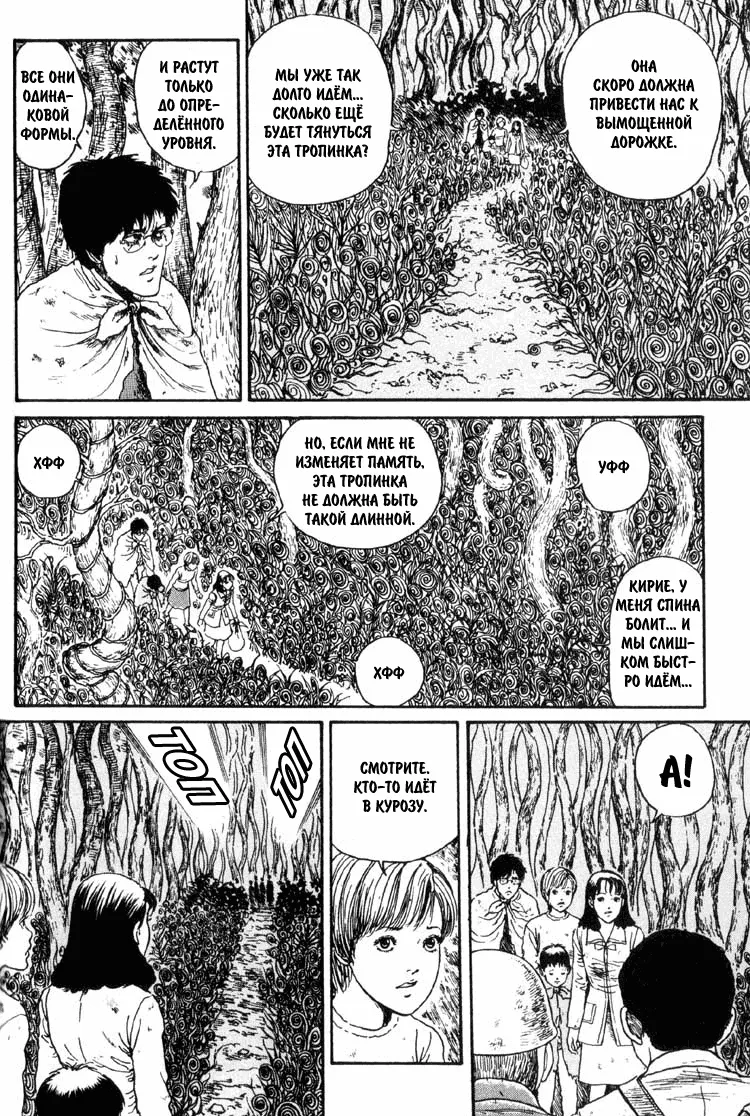 ВСЕ ОНИ
ОДИНА-
КОВОЙ
ФОРМЫ.
И РАСТУТ
ТОЛЬКО
ДО ОПРЕ-
ДЕЛЁННОГО
УРОВНЯ.
МЫ УЖЕ ТАК
ДОЛГО ИДЁМ...
СКОЛЬКО ЕЩЁ
БУДЕТ ТЯНУТЬСЯ
ЭТА ТРОПИНКА?
ОНА
СКОРО ДОЛЖНА
ПРИВЕСТИ НАС К
ВЫМОЩЕННОЙ
ДОРОЖКЕ.
ХФФ
НО, ЕСЛИ МНЕ НЕ
ИЗМЕНЯЕТ ПАМЯТЬ,
ЭТА ТРОПИНКА
НЕ ДОЛЖНА БЫТЬ
ТАКОЙ ДЛИННОЙ.
УФФ
ХФФ
КИРИЕ, У
МЕНЯ СПИНА
БОЛИТ... И
МЫ СЛИШ-
КОМ БЫСТ-
РО ИДЁМ...
ТОП
ТОП
СМОТРИТЕ.
КТО-ТО ИДЁТ
В КУРОЗУ.
А!